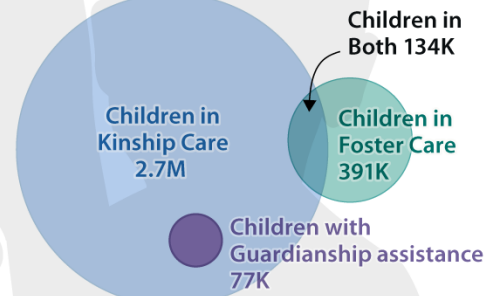 Children in
Both 134K
Children in
Kinship Care
2.7M
Children in
Foster Care
391K
Children with
Guardianship assistance
77K